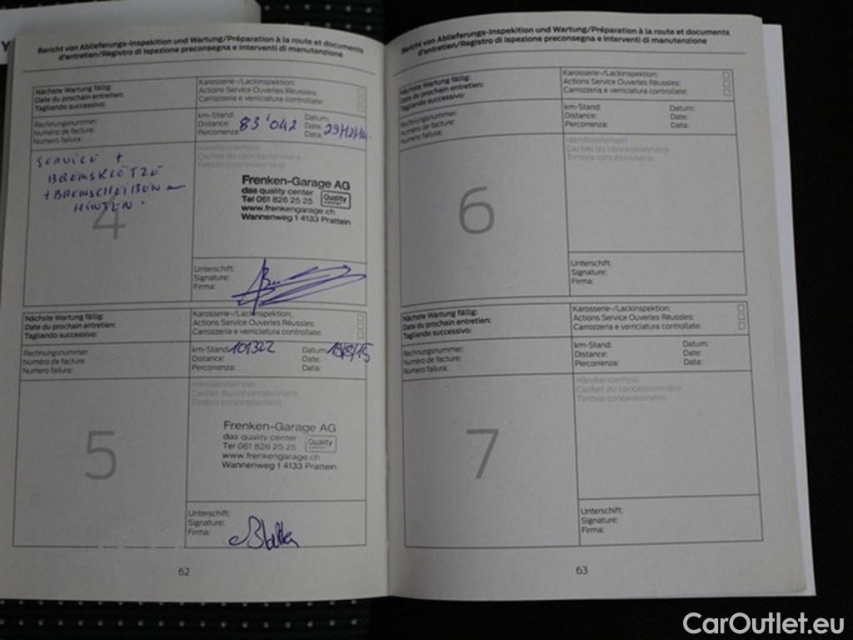 Bericht von Ablieferungs-Inspektion und Wartung/Préparation à la route et documents
d'entretien/Registro di ispezione preconsegna e interventi di manutenzione
Nächste Wartung fällig:
Date du prochain entretien:
Tagliando successivo:
Karosserie-/Lackinspektion:
Actions Service Ouvertes Réussies:
Carrozzeria e verniciatura controllate:
Rechnungsnummer:
Numéro de facture:
Numero fattura:
km-Stand:
Distance: 83'042
Percorrenza:
Datum:
Date:
Data:
SERVICE +
BREMSKLÖTZE
+ BREMSCHEIBEN
HINTEN.
4
Händlerstempel
Cachet du concessionnaire
Timbro concessionario
Frenken-Garage AG
das quality center
Tel 061 826 25 25 Quality
www.frenkengarage.ch
Wannenweg 1 4133 Pratteln
Unterschrift:
Signature:
Firma:
Nächste Wartung fällig:
Date du prochain entretien:
Tagliando successivo:
Karosserie-/Lackinspektion:
Actions Service Ouvertes Réussies:
Carrozzeria e verniciatura controllate:
Rechnungsnummer:
Numéro de facture:
Numero fattura:
km-Stand: 101322
Distance:
Percorrenza:
Datum:
Date:
Data:
5
Händlerstempel
Cachet du concessionnaire
Timbro concessionario
Frenken-Garage AG
das quality center
Tel 061 826 25 25 Quality
www.frenkengarage.ch
Wannenweg 1 4133 Pratteln
Unterschrift:
Signature:
Firma:
62
Bericht von Ablieferungs-Inspektion und Wartung/Préparation à la route et documents
d'entretien/Registro di ispezione preconsegna e interventi di manutenzione
Nächste Wartung fällig:
Date du prochain entretien:
Tagliando successivo:
Karosserie-/Lackinspektion:
Actions Service Ouvertes Réussies:
Carrozzeria e verniciatura controllate:
Rechnungsnummer:
Numéro de facture:
Numero fattura:
km-Stand:
Distance:
Percorrenza:
Datum:
Date:
Data:
6
Händlerstempel
Cachet du concessionnaire
Timbro concessionario
Unterschrift:
Signature:
Firma:
Nächste Wartung fällig:
Date du prochain entretien:
Tagliando successivo:
Karosserie-/Lackinspektion:
Actions Service Ouvertes Réussies:
Carrozzeria e verniciatura controllate:
Rechnungsnummer:
Numéro de facture:
Numero fattura:
km-Stand:
Distance:
Percorrenza:
Datum:
Date:
Data:
7
Händlerstempel
Cachet du concessionnaire
Timbro concessionario
Unterschrift:
Signature:
Firma:
63
CarOutlet.eu